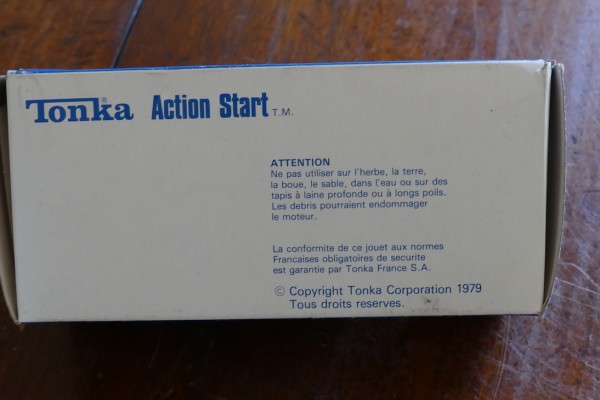 Tonka® Action Start T.M.
ATTENTION
Ne pas utiliser sur l'herbe, la terre,
la boue, le sable, dans l'eau ou sur des
tapis à laine profonde ou à longs poils.
Les debris pourraient endommager
le moteur.
La conformite de ce jouet aux normes
Francaises obligatoires de securite
est garantie par Tonka France S.A.
© Copyright Tonka Corporation 1979
Tous droits reserves.